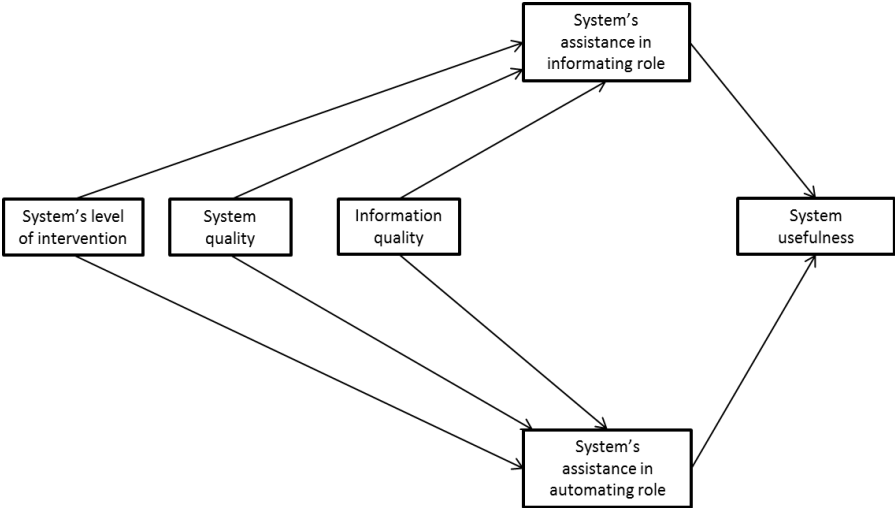 System's
assistance in
informating role
System's level
of intervention
System
quality
Information
quality
System
usefulness
System's
assistance in
automating role